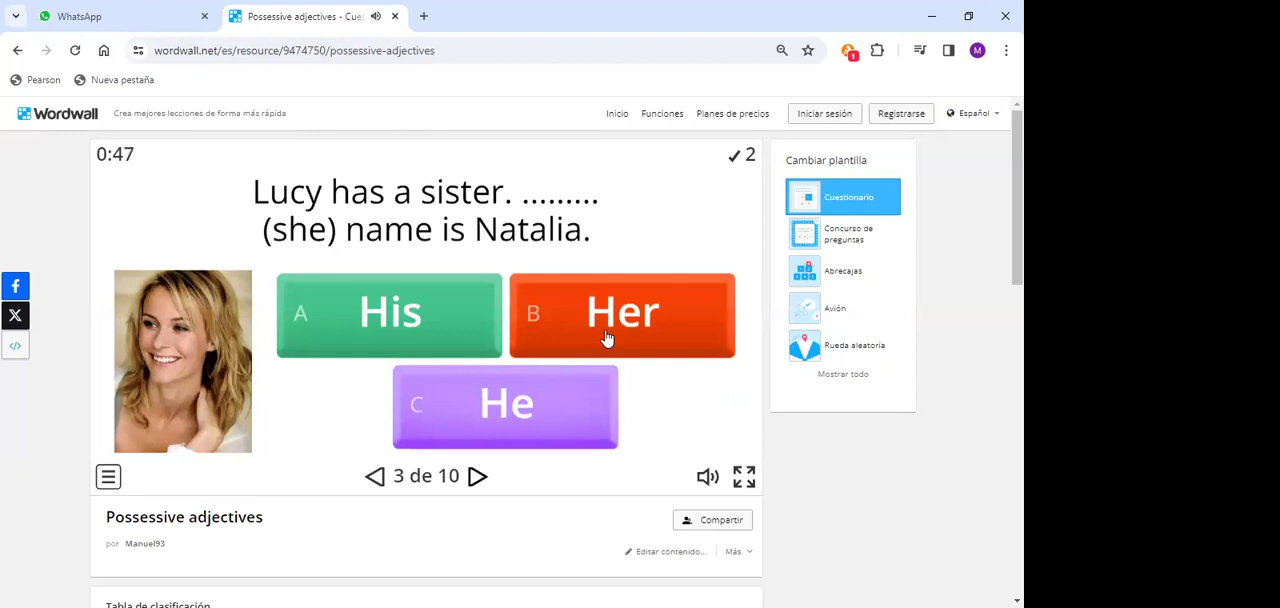 WhatsApp
Possessive adjectives - Cues
wordwall.net/es/resource/9474750/possessive-adjectives
1
M
Pearson
Nueva pestaña
Wordwall
Crea mejores lecciones de forma más rápida
Inicio
Funciones
Planes de precios
Iniciar sesión
Registrarse
Español
0:47
2
Lucy has a sister. .........
(she) name is Natalia.
A His
B Her
C He
3 de 10
Cambiar plantilla
Cuestionario
Concurso de
preguntas
Abrecajas
Avión
Rueda aleatoria
Mostrar todo
Possessive adjectives
Compartir
por Manuel93
Editar contenido...
Más
Tabla de clasificación